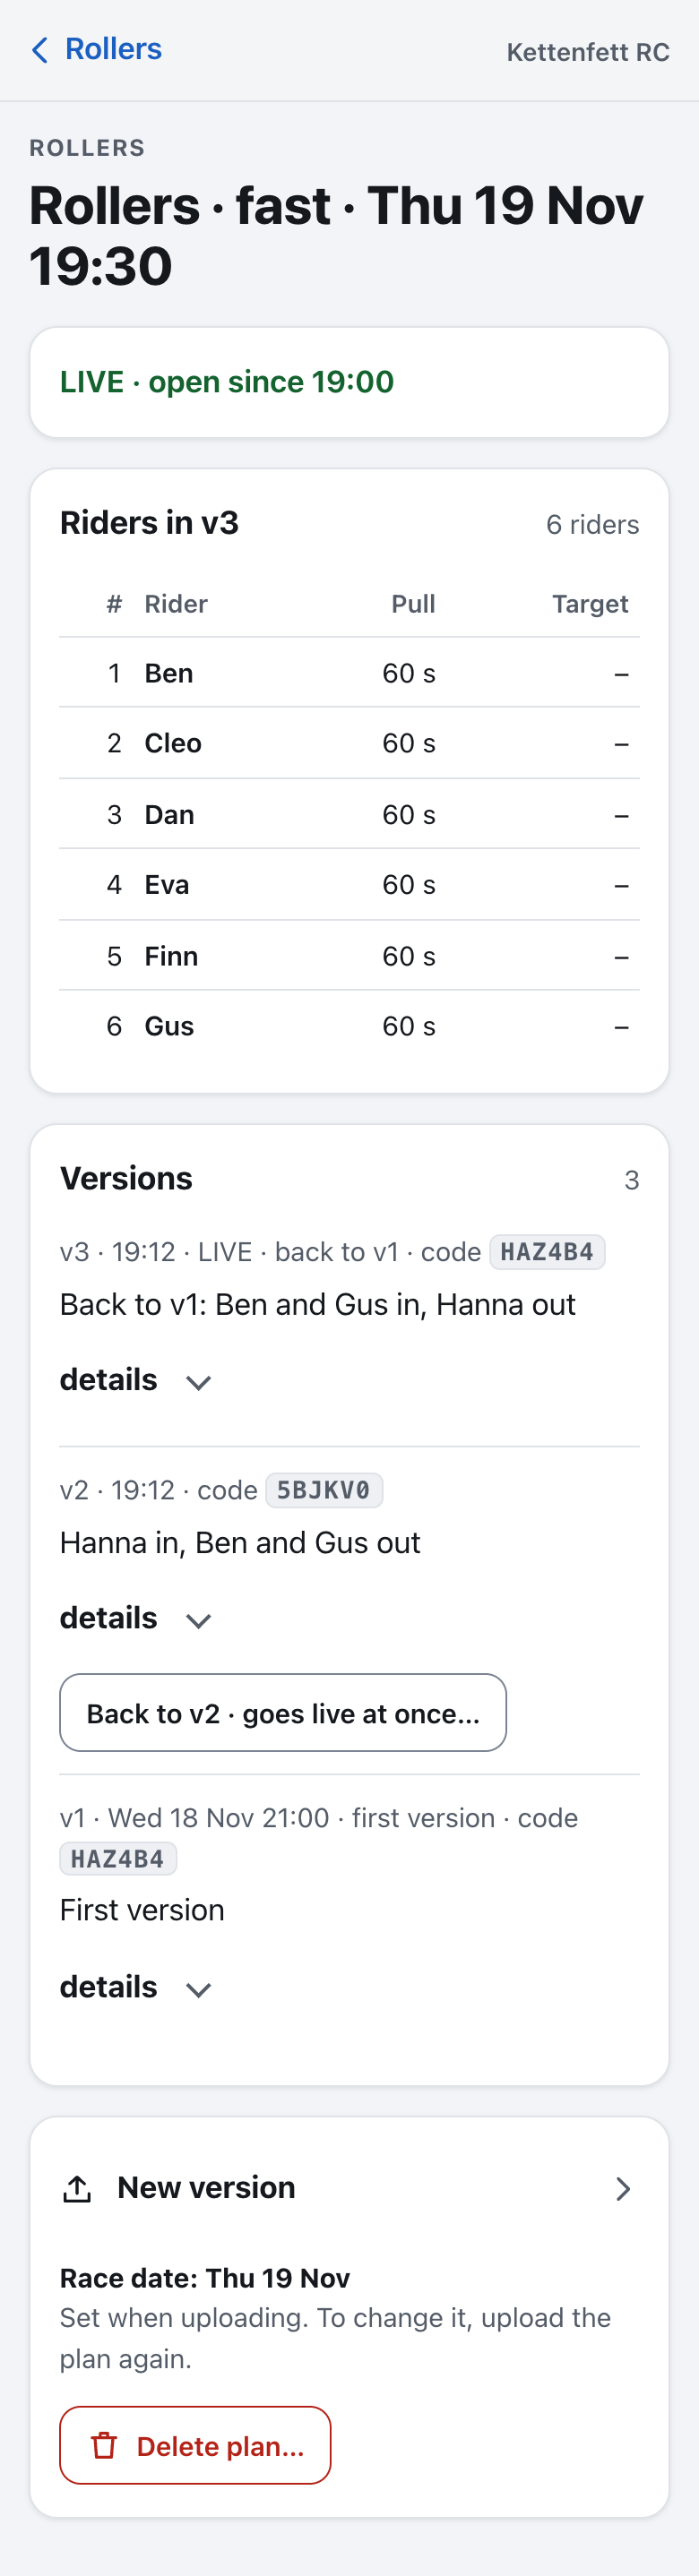 Rollers
Kettenfett RC
ROLLERS
Rollers · fast · Thu 19 Nov
19:30
LIVE · open since 19:00
Riders in v3
6 riders
# Rider Pull Target
1 Ben 60 s –
2 Cleo 60 s –
3 Dan 60 s –
4 Eva 60 s –
5 Finn 60 s –
6 Gus 60 s –
Versions
3
v3 · 19:12 · LIVE · back to v1 · code HAZ4B4
Back to v1: Ben and Gus in, Hanna out
details
v2 · 19:12 · code 5BJKV0
Hanna in, Ben and Gus out
details
Back to v2 · goes live at once...
v1 · Wed 18 Nov 21:00 · first version · code
HAZ4B4
First version
details
New version
Race date: Thu 19 Nov
Set when uploading. To change it, upload the
plan again.
Delete plan...